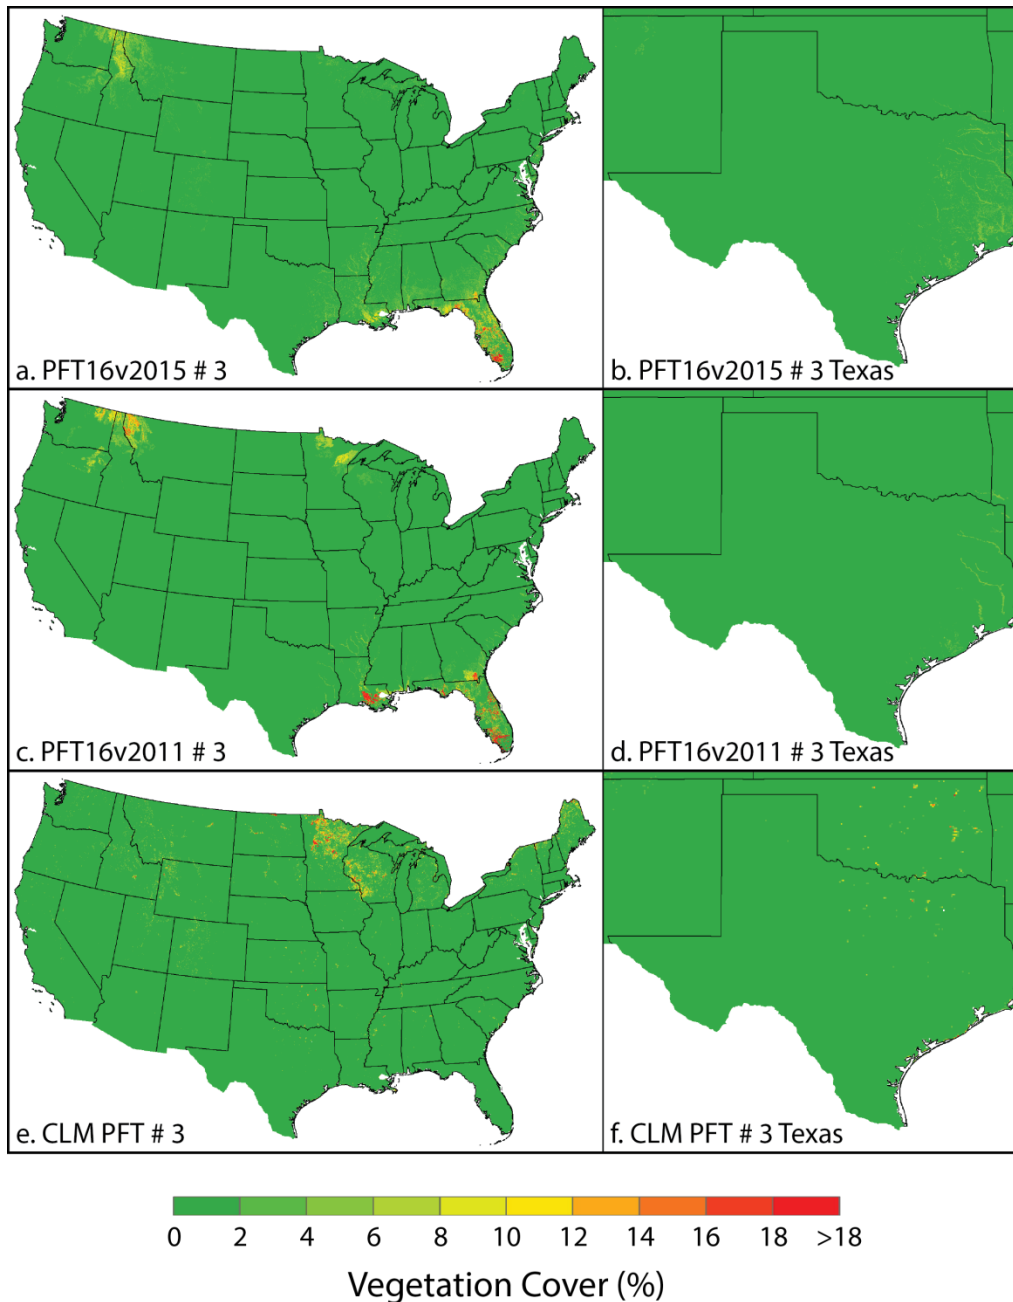 a. PFT16v2015 # 3
b. PFT16v2015 # 3 Texas
c. PFT16v2011 # 3
d. PFT16v2011 # 3 Texas
e. CLM PFT # 3
f. CLM PFT # 3 Texas
0 2 4 6 8 10 12 14 16 18 >18
Vegetation Cover (%)